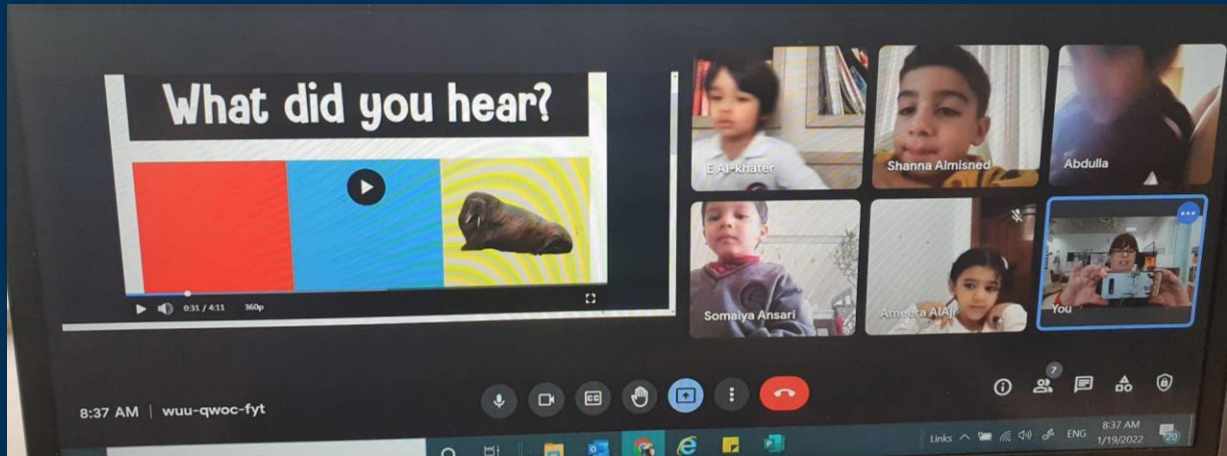 What did you hear?
0:31 / 4:11 360p
E Al-khater
Shanna Almisned
Abdulla
Somaiya Ansari
Ameera AlAji
You
8:37 AM | wuu-qwoc-fyt
CC
7
Links
ENG
8:37 AM
1/19/2022
20